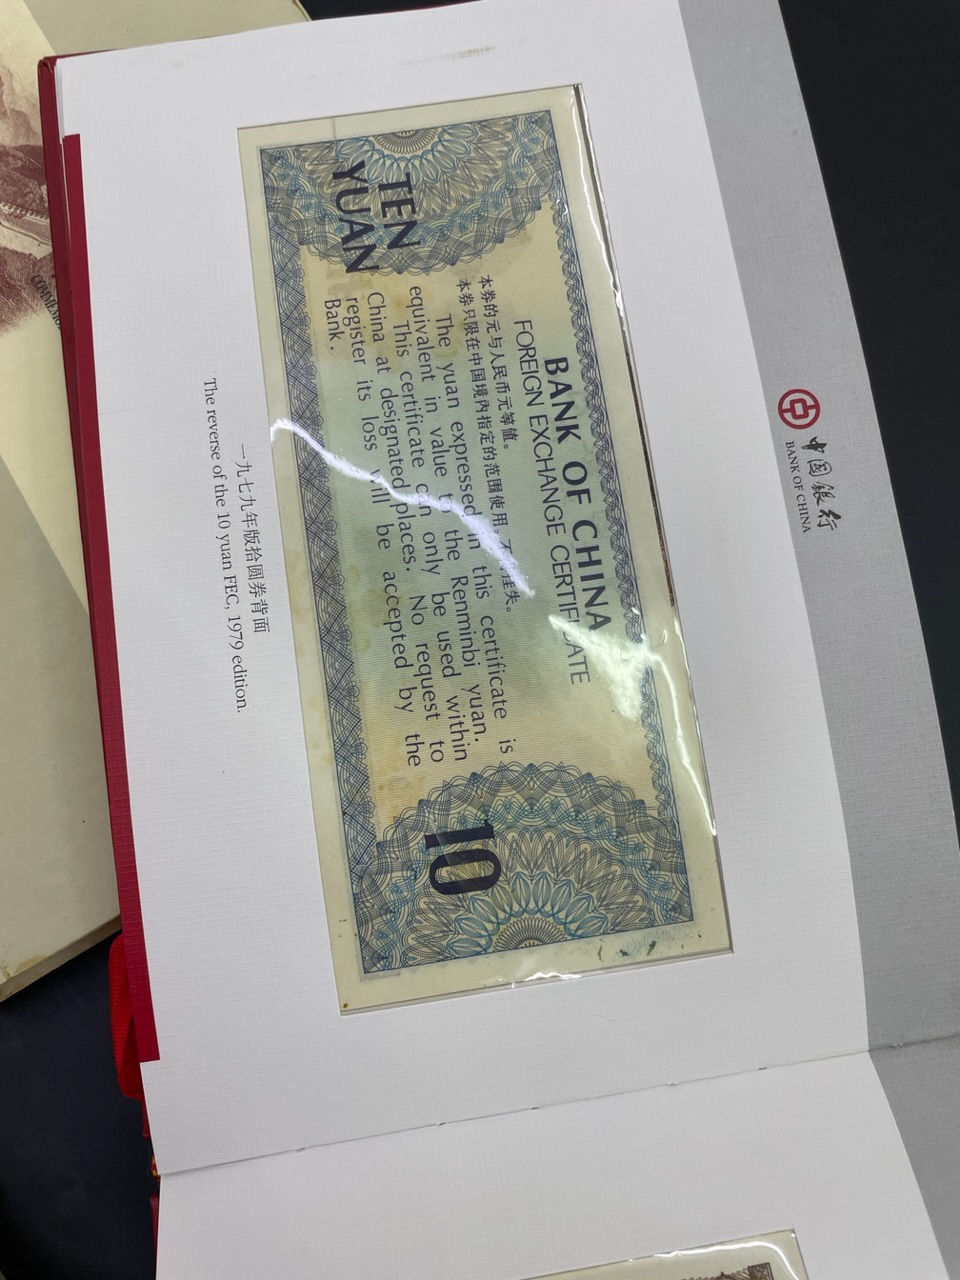 中国银行
BANK OF CHINA
BANK OF CHINA
FOREIGN EXCHANGE CERTIFICATE
本券的元与人民币元等值。
本券只限在中国境内指定的范围使用，不挂失。
The yuan expressed in this certificate is
equivalent in value to the Renminbi yuan.
This certificate can only be used within
China at designated places. No request to
register its loss will be accepted by the
Bank.
TEN
YUAN
10
一九七九年版拾圆券背面
The reverse of the 10 yuan FEC, 1979 edition.